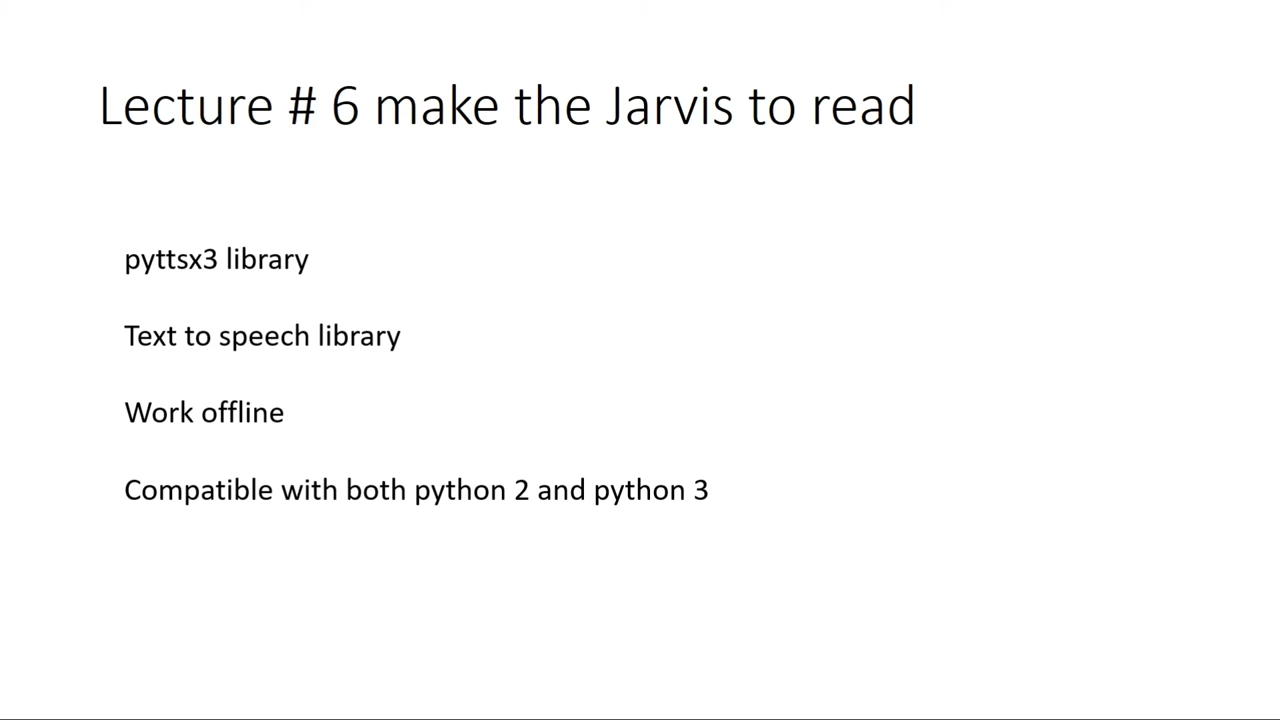 Lecture # 6 make the Jarvis to read
pyttsx3 library
Text to speech library
Work offline
Compatible with both python 2 and python 3